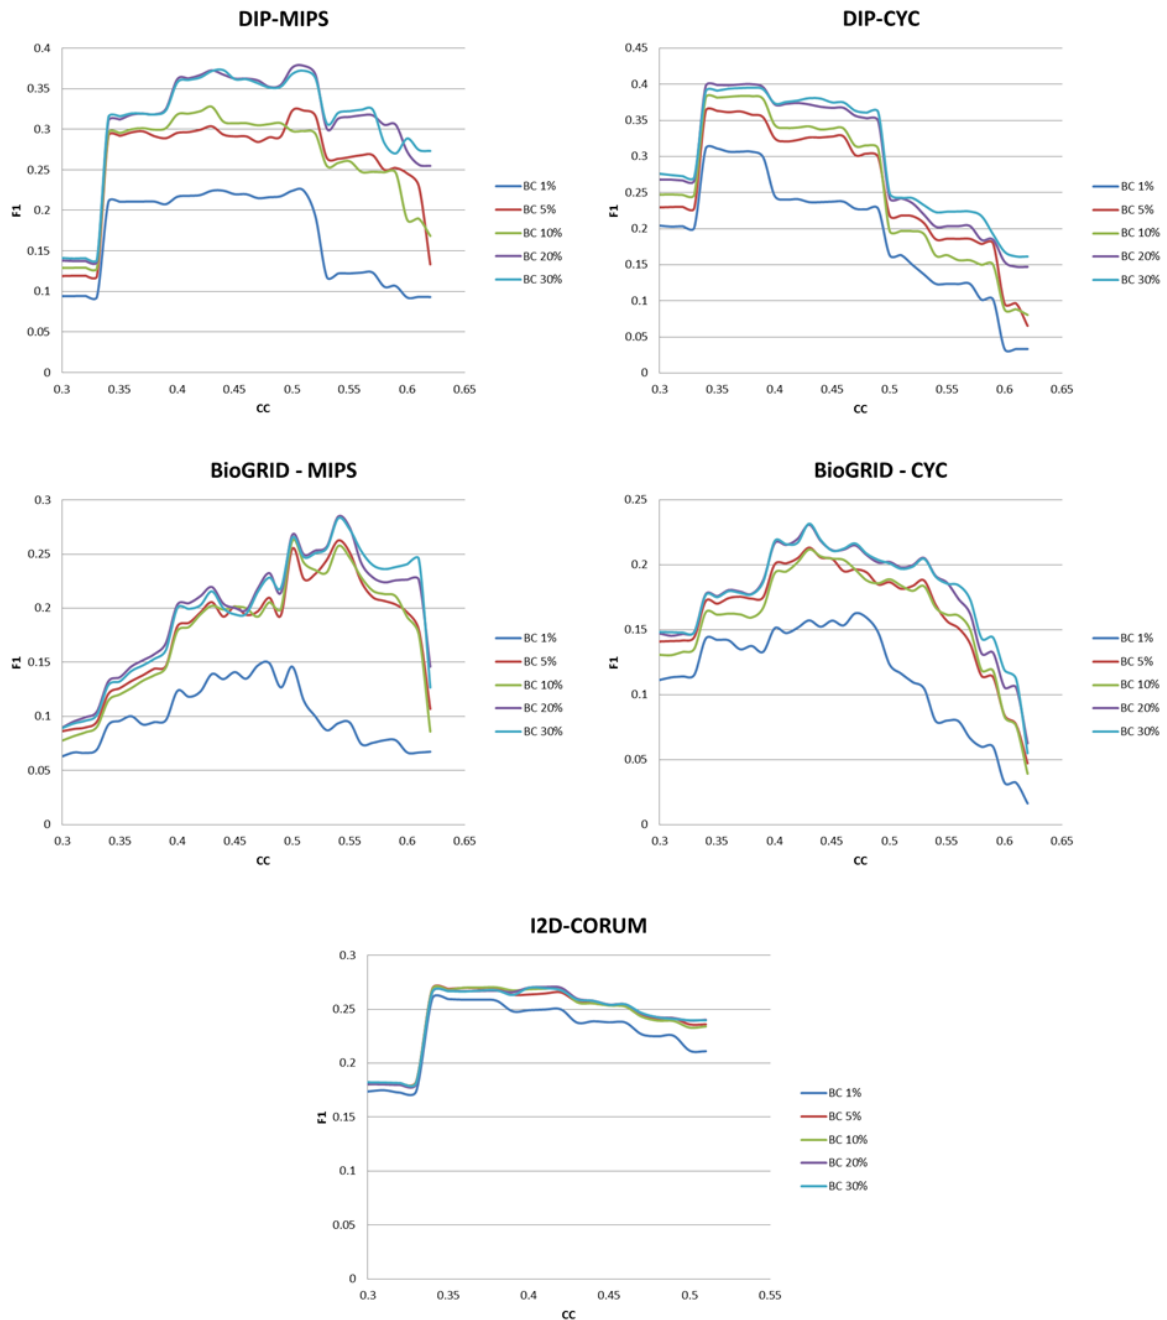 DIP-MIPS
0.4
0.35
0.3
0.25
0.2
0.15
0.1
0.05
0
F1
0.3 0.35 0.4 0.45 0.5 0.55 0.6 0.65
CC
BC 1%
BC 5%
BC 10%
BC 20%
BC 30%
DIP-CYC
0.45
0.4
0.35
0.3
0.25
0.2
0.15
0.1
0.05
0
F1
0.3 0.35 0.4 0.45 0.5 0.55 0.6 0.65
CC
BC 1%
BC 5%
BC 10%
BC 20%
BC 30%
BioGRID - MIPS
0.3
0.25
0.2
0.15
0.1
0.05
0
F1
0.3 0.35 0.4 0.45 0.5 0.55 0.6 0.65
CC
BC 1%
BC 5%
BC 10%
BC 20%
BC 30%
BioGRID - CYC
0.25
0.2
0.15
0.1
0.05
0
F1
0.3 0.35 0.4 0.45 0.5 0.55 0.6 0.65
CC
BC 1%
BC 5%
BC 10%
BC 20%
BC 30%
I2D-CORUM
0.3
0.25
0.2
0.15
0.1
0.05
0
F1
0.3 0.35 0.4 0.45 0.5 0.55
CC
BC 1%
BC 5%
BC 10%
BC 20%
BC 30%